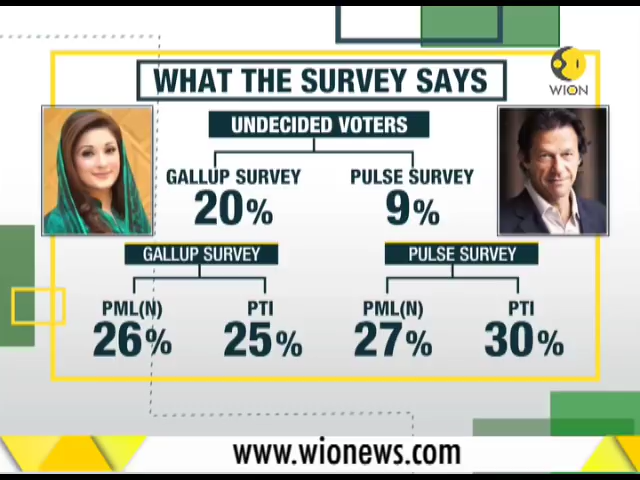 WHAT THE SURVEY SAYS
WION
UNDECIDED VOTERS
GALLUP SURVEY
20%
PULSE SURVEY
9%
GALLUP SURVEY
PML(N)
26%
PTI
25%
PULSE SURVEY
PML(N)
27%
PTI
30%
www.wionews.com